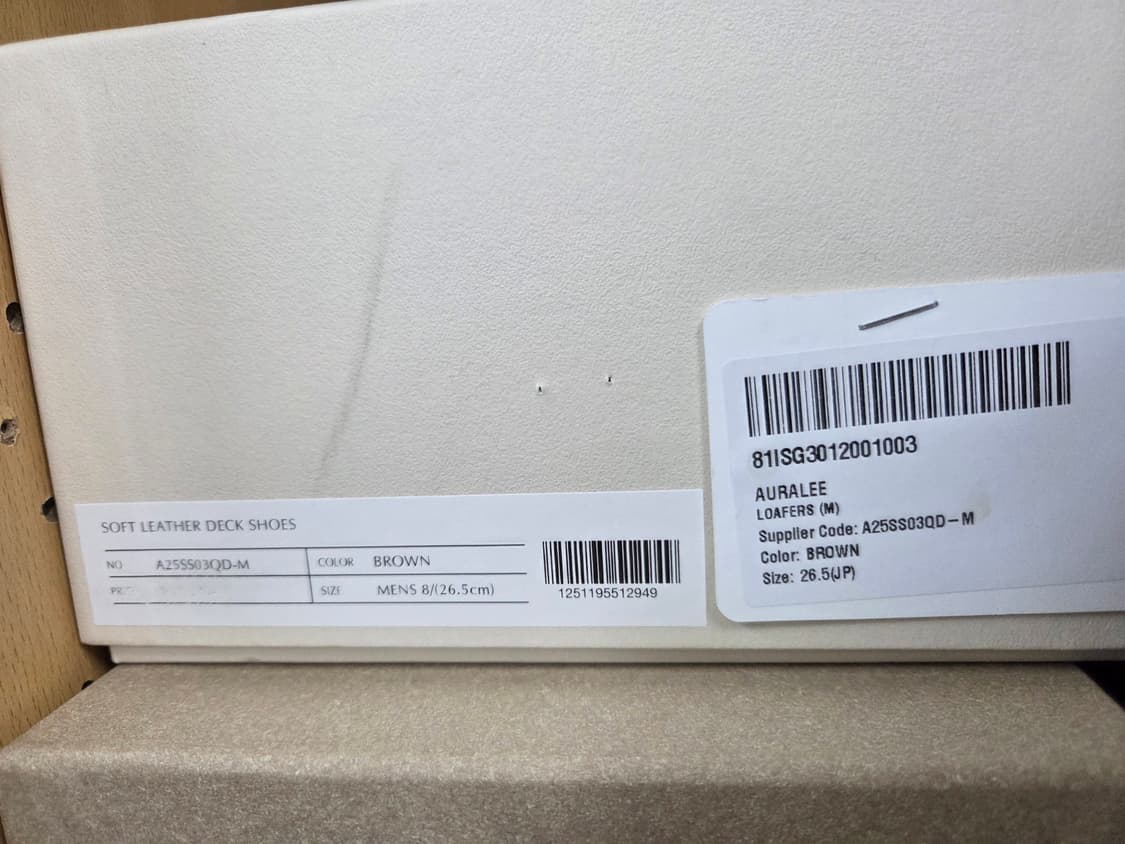 SOFT LEATHER DECK SHOES
NO A25SS03QD-M COLOR BROWN
SIZE MENS 8/(26.5cm)
1251195512949
81ISG3012001003
AURALEE
LOAFERS (M)
Supplier Code: A25SS03QD-M
Color: BROWN
Size: 26.5(JP)